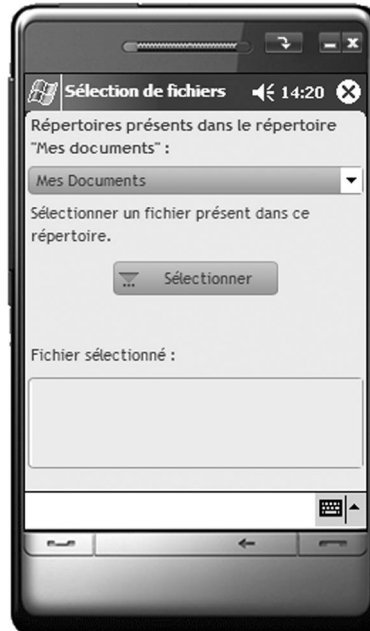 Sélection de fichiers 14:20
Répertoires présents dans le répertoire
"Mes documents" :
Mes Documents
Sélectionner un fichier présent dans ce
répertoire.
Sélectionner
Fichier sélectionné :